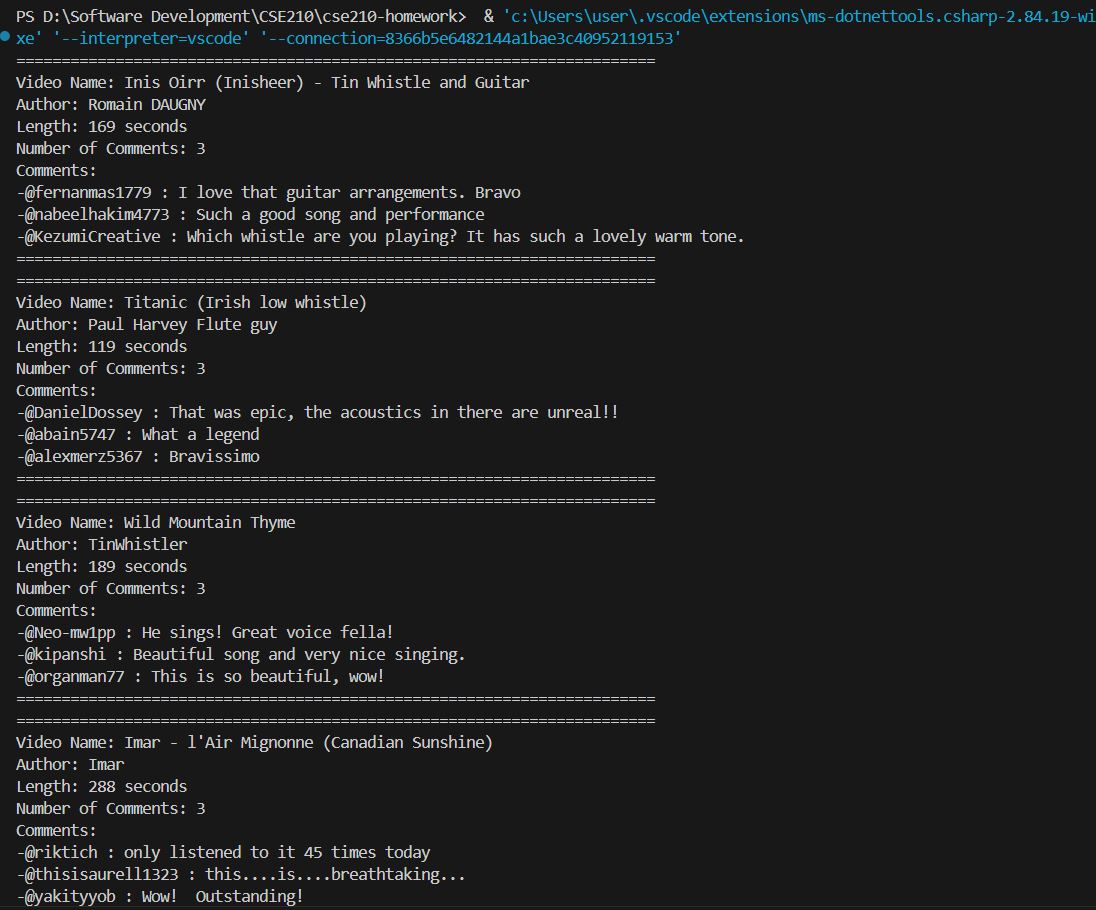 PS D:\Software Development\CSE210\cse210-homework>  & 'c:\Users\user\.vscode\extensions\ms-dotnettools.csharp-2.84.19-wi
xe' '--interpreter=vscode' '--connection=8366b5e6482144a1bae3c40952119153'
=======================================================================
Video Name: Inis Oirr (Inisheer) - Tin Whistle and Guitar
Author: Romain DAUGNY
Length: 169 seconds
Number of Comments: 3
Comments:
-@fernanmas1779 : I love that guitar arrangements. Bravo
-@nabeelhakim4773 : Such a good song and performance
-@KezumiCreative : Which whistle are you playing? It has such a lovely warm tone.
=======================================================================
=======================================================================
Video Name: Titanic (Irish low whistle)
Author: Paul Harvey Flute guy
Length: 119 seconds
Number of Comments: 3
Comments:
-@DanielDossey : That was epic, the acoustics in there are unreal!!
-@abain5747 : What a legend
-@alexmerz5367 : Bravissimo
=======================================================================
=======================================================================
Video Name: Wild Mountain Thyme
Author: TinWhistler
Length: 189 seconds
Number of Comments: 3
Comments:
-@Neo-mw1pp : He sings! Great voice fella!
-@kipanshi : Beautiful song and very nice singing.
-@organman77 : This is so beautiful, wow!
=======================================================================
=======================================================================
Video Name: Imar - l'Air Mignonne (Canadian Sunshine)
Author: Imar
Length: 288 seconds
Number of Comments: 3
Comments:
-@riktich : only listened to it 45 times today
-@thisisaurell1323 : this....is....breathtaking...
-@yakityyob : Wow!  Outstanding!